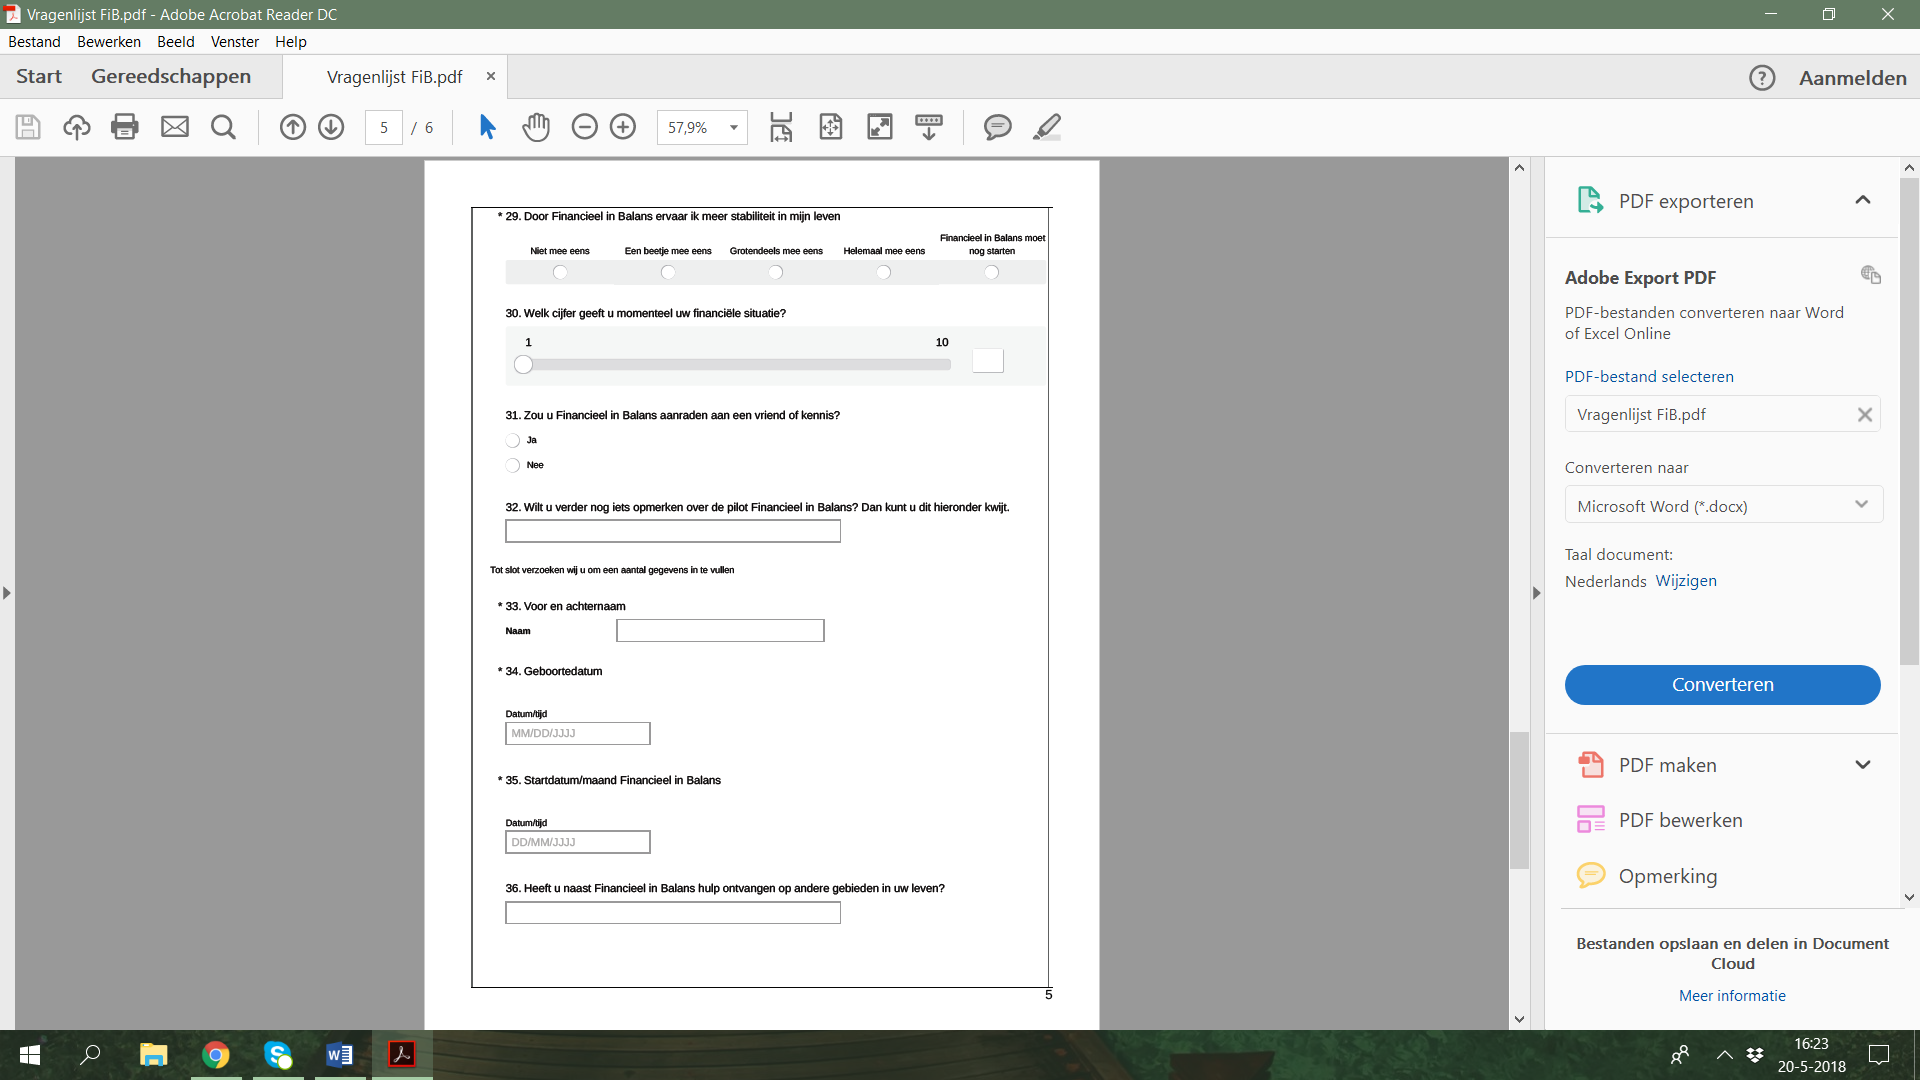 Vragenlijst FiB.pdf - Adobe Acrobat Reader DC
Bestand Bewerken Beeld Venster Help
Start Gereedschappen Vragenlijst FiB.pdf × ? Aanmelden
5 / 6 57,9%
* 29. Door Financieel in Balans ervaar ik meer stabiliteit in mijn leven
Niet mee eens Een beetje mee eens Grotendeels mee eens Helemaal mee eens Financieel in Balans moet nog starten
30. Welk cijfer geeft u momenteel uw financiële situatie?
1 10
31. Zou u Financieel in Balans aanraden aan een vriend of kennis?
Ja
Nee
32. Wilt u verder nog iets opmerken over de pilot Financieel in Balans? Dan kunt u dit hieronder kwijt.
Tot slot verzoeken wij u om een aantal gegevens in te vullen
* 33. Voor en achternaam
Naam
* 34. Geboortedatum
Datum/tijd
MM/DD/JJJJ
* 35. Startdatum/maand Financieel in Balans
Datum/tijd
DD/MM/JJJJ
36. Heeft u naast Financieel in Balans hulp ontvangen op andere gebieden in uw leven?
5
PDF exporteren
Adobe Export PDF
PDF-bestanden converteren naar Word
of Excel Online
PDF-bestand selecteren
Vragenlijst FiB.pdf
Converteren naar
Microsoft Word (*.docx)
Taal document:
Nederlands Wijzigen
Converteren
PDF maken
PDF bewerken
Opmerking
Bestanden opslaan en delen in Document
Cloud
Meer informatie
16:23
20-5-2018